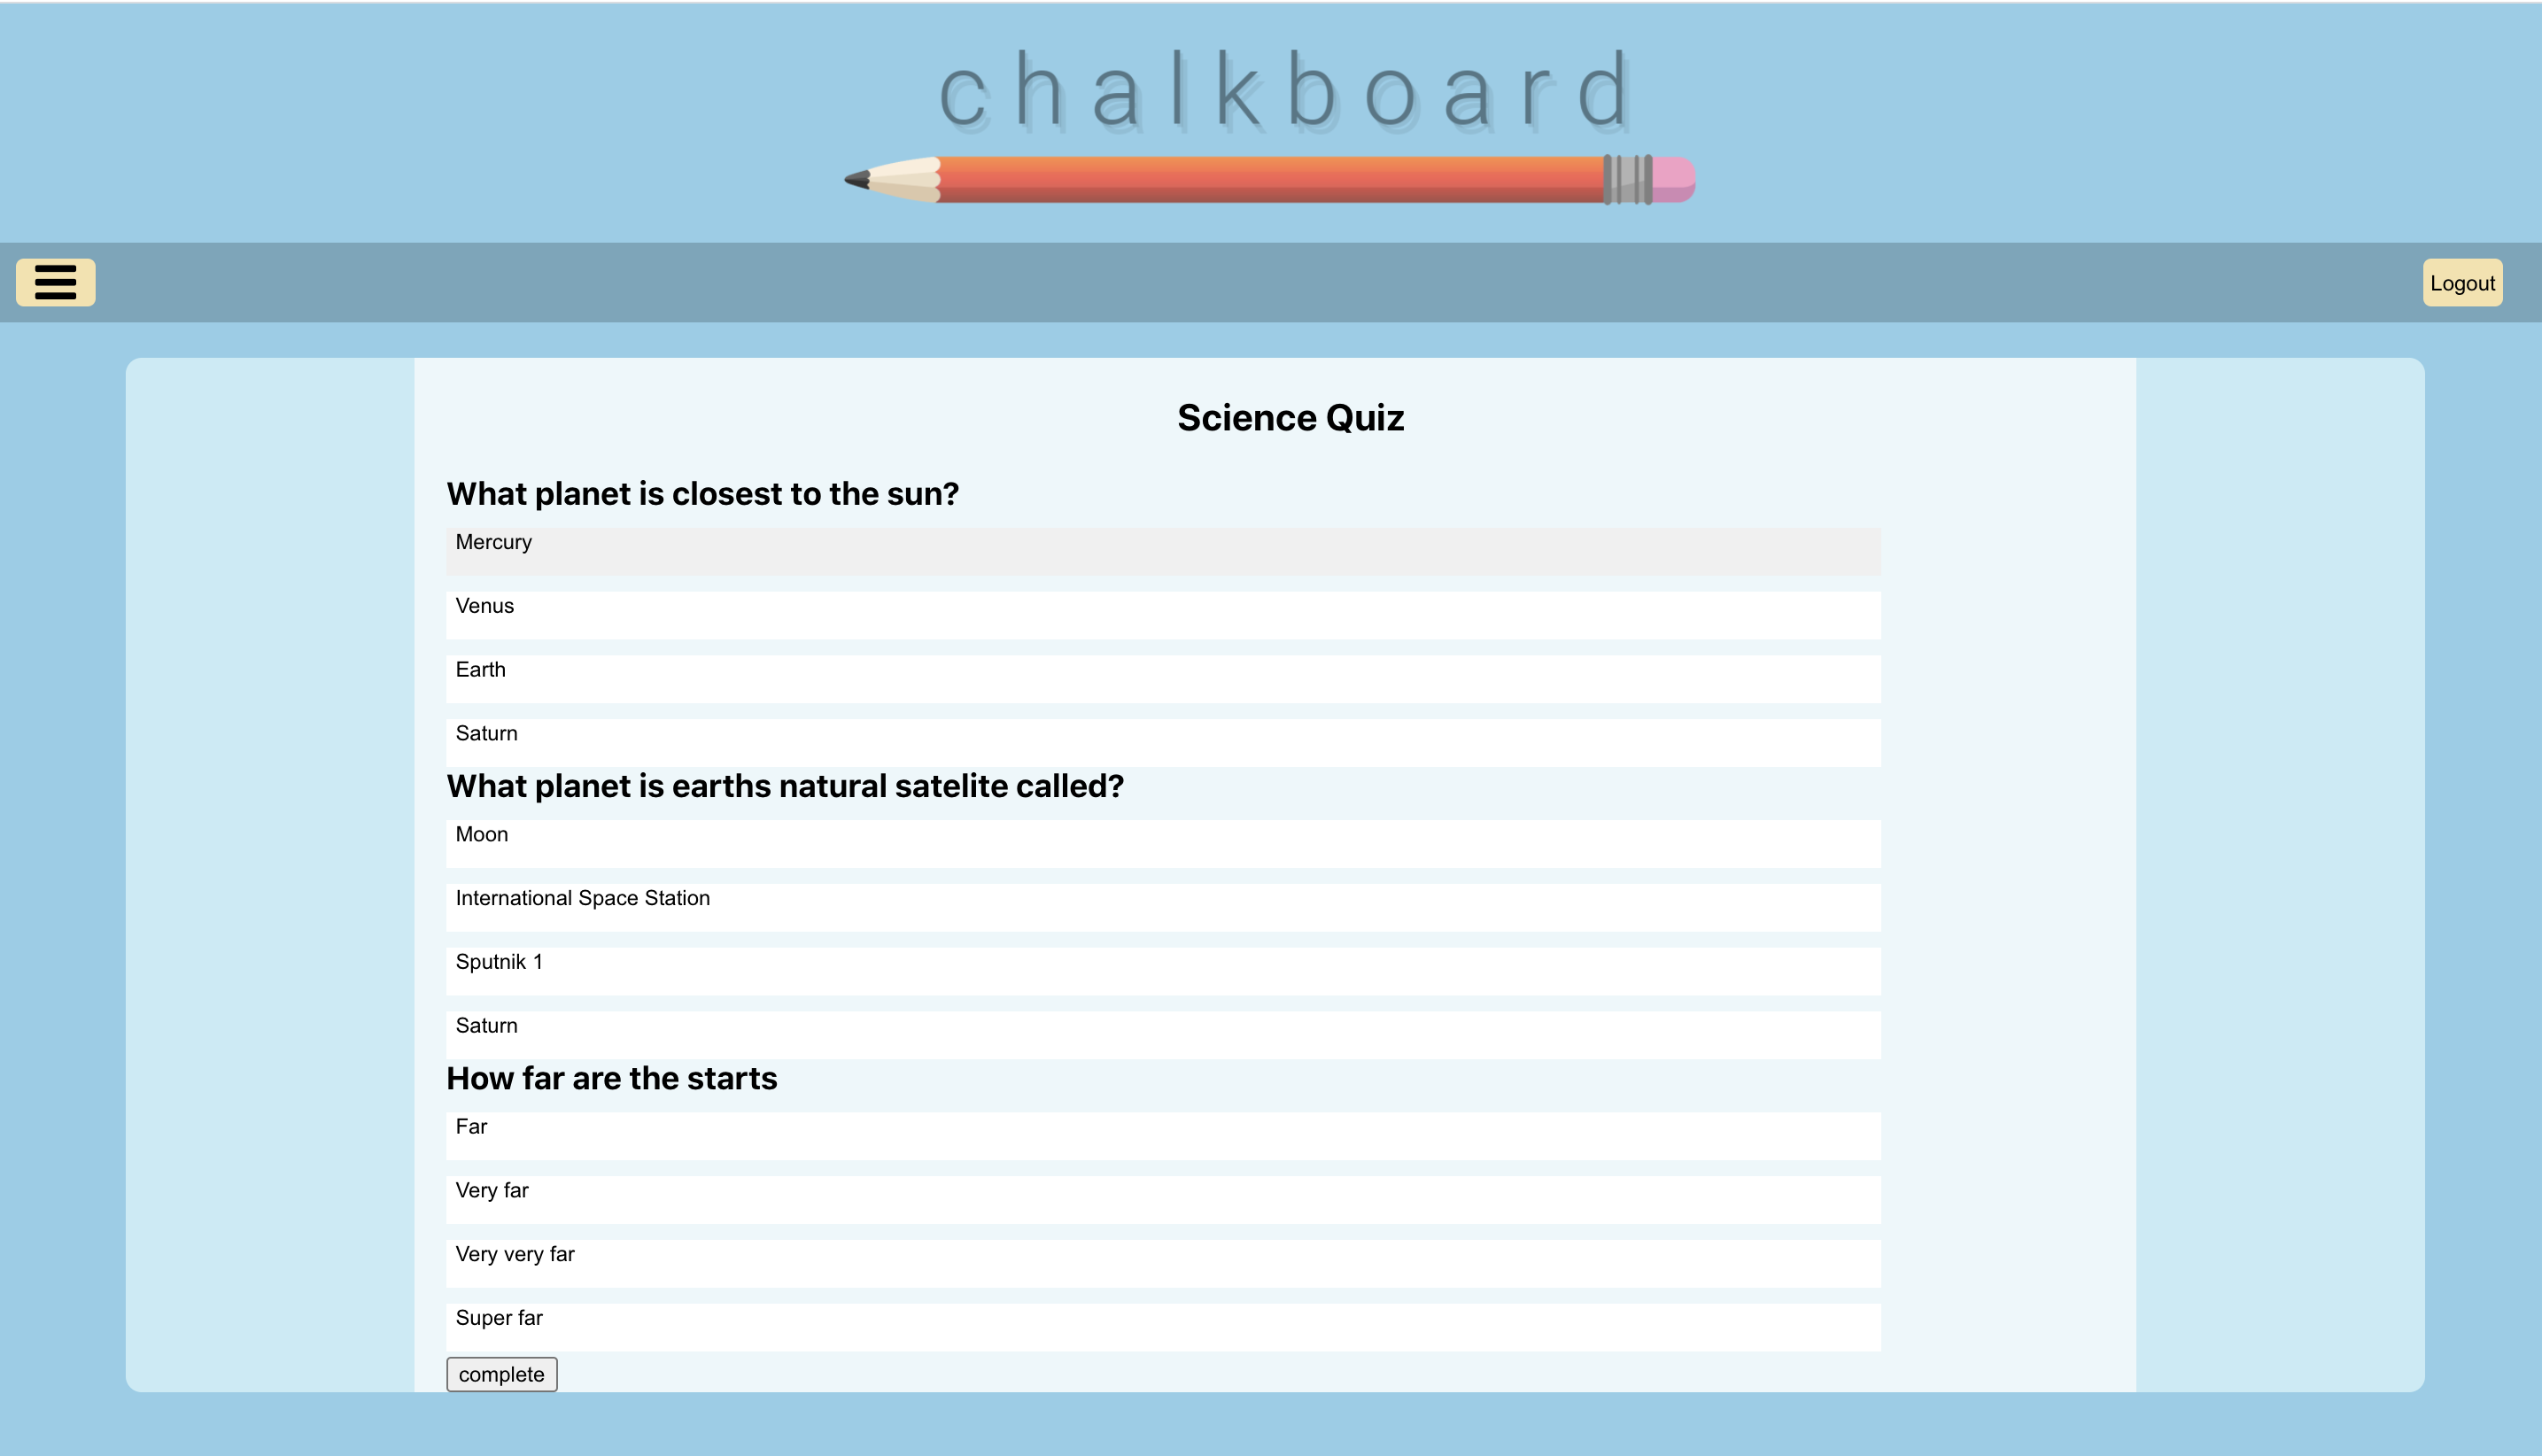 chalkboard
Logout
Science Quiz
What planet is closest to the sun?
Mercury
Venus
Earth
Saturn
What planet is earths natural satelite called?
Moon
International Space Station
Sputnik 1
Saturn
How far are the starts
Far
Very far
Very very far
Super far
complete